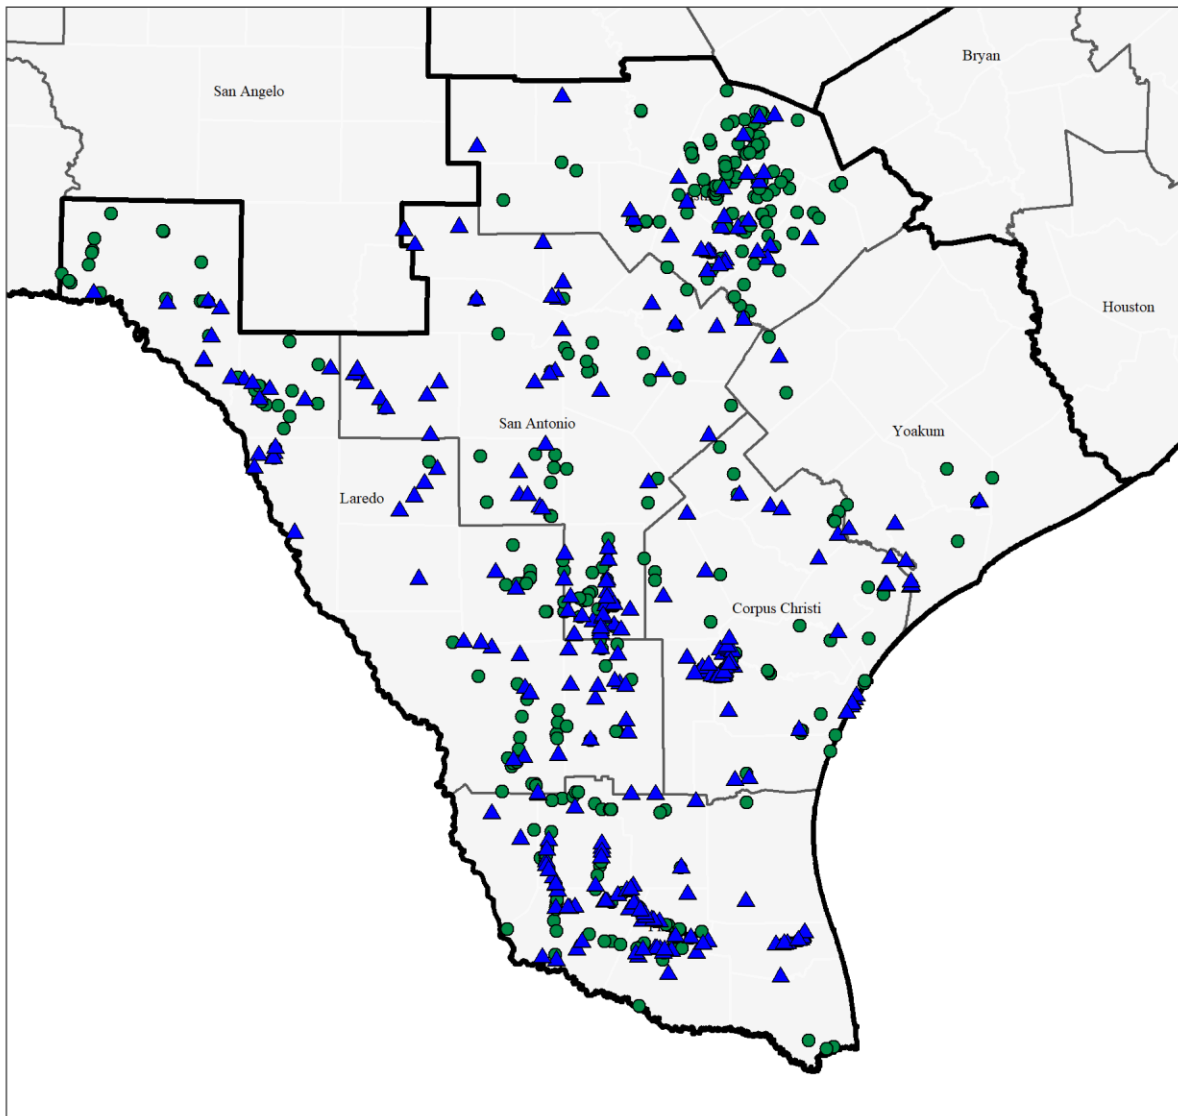 Bryan
San Angelo
Houston
San Antonio
Yoakum
Laredo
Corpus Christi